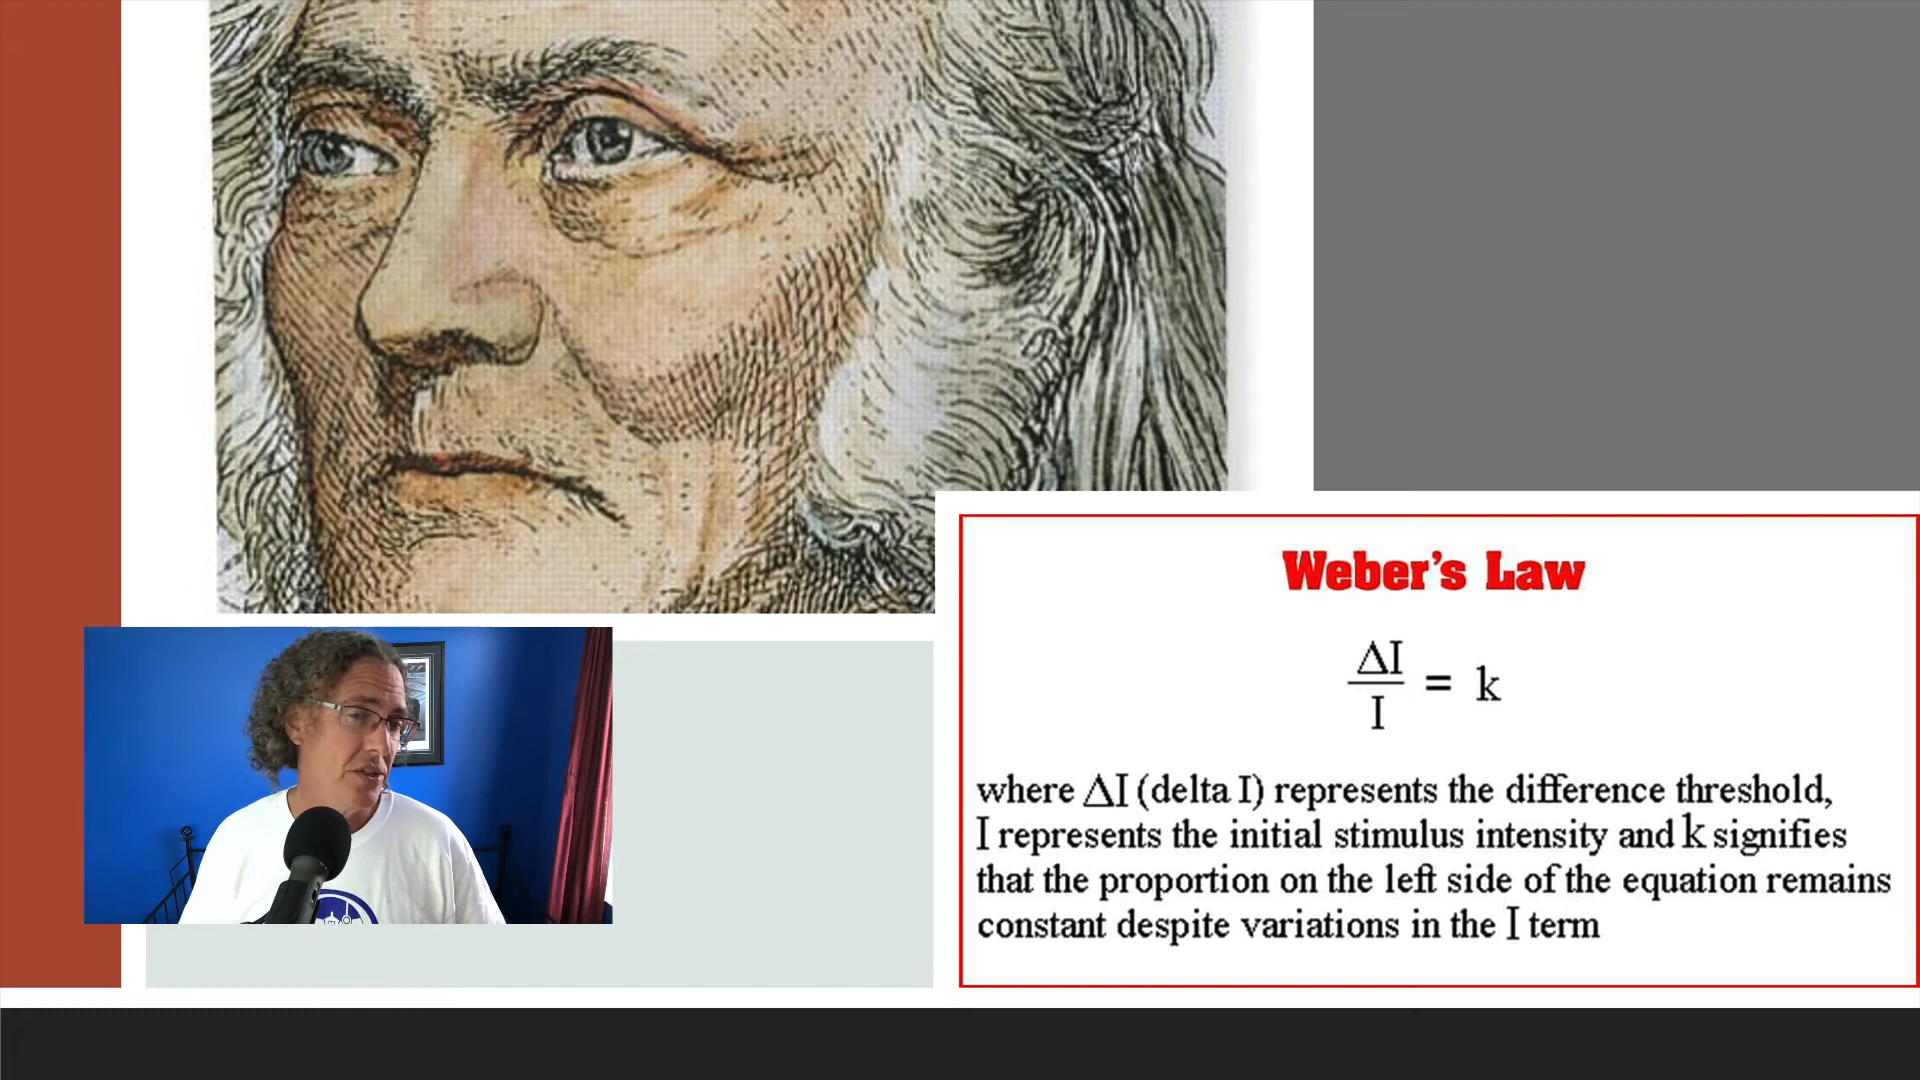 Weber's Law
ΔI
I
= k
where ΔI (delta I) represents the difference threshold,
I represents the initial stimulus intensity and k signifies
that the proportion on the left side of the equation remains
constant despite variations in the I term